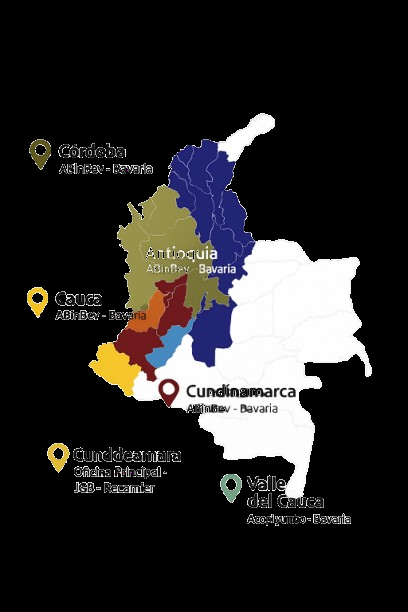 Córdoba
ABinBev - Bavaria
Antioquia
ABinBev - Bavaria
Cauca
ABinBev - Bavaria
Cundinamarca
ABinBev - Bavaria
Cunddeamara
Oficina Principal -
JGB - Recamier
Valle
del Cauca
Acopiyumbo - Bavaria